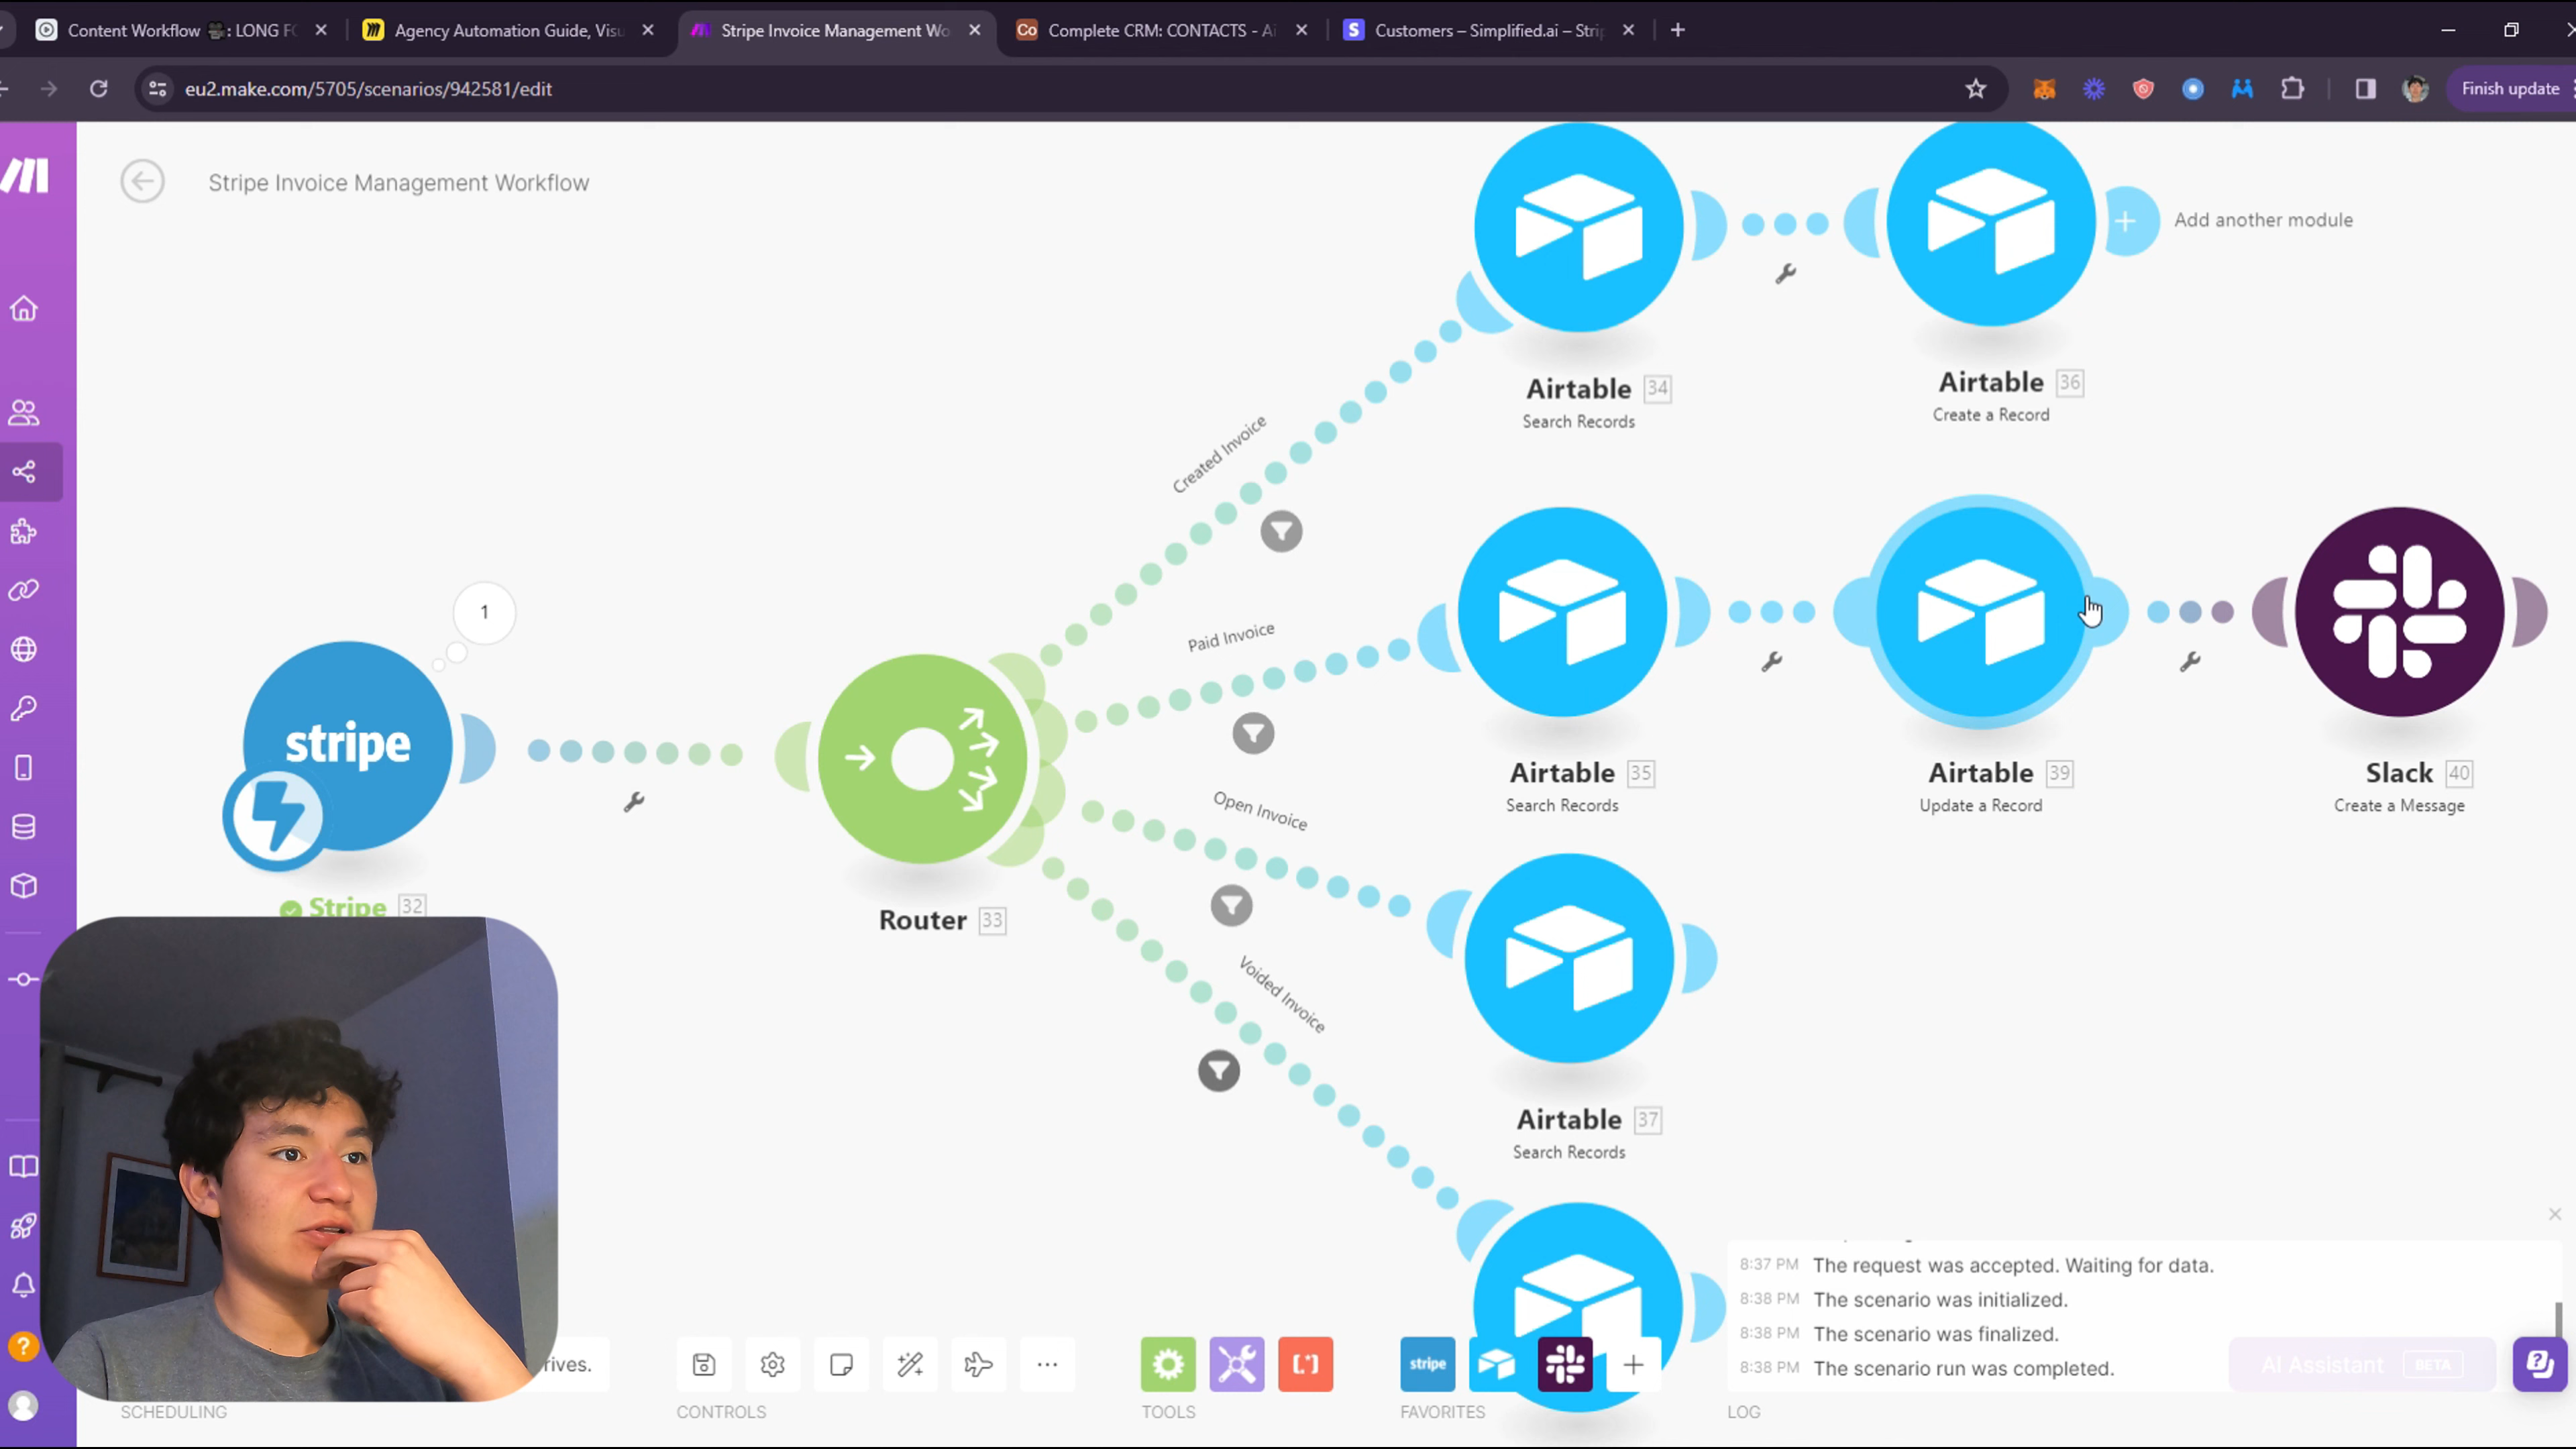 Content Workflow 🎥: LONG FO
Agency Automation Guide, Visu
Stripe Invoice Management Wo
Co
Complete CRM: CONTACTS - Ai
S
Customers – Simplified.ai – Strip
eu2.make.com/5705/scenarios/942581/edit
Finish update
Stripe Invoice Management Workflow
Add another module
Airtable 34
Search Records
Airtable 36
Create a Record
Created Invoice
1
stripe
Stripe 32
Router 33
Paid Invoice
Airtable 35
Search Records
Airtable 39
Update a Record
Slack 40
Create a Message
Open Invoice
Airtable 37
Search Records
Voided Invoice
8:37 PM The request was accepted. Waiting for data.
8:38 PM The scenario was initialized.
8:38 PM The scenario was finalized.
8:38 PM The scenario run was completed.
AI Assistant BETA
rives.
stripe
SCHEDULING
CONTROLS
TOOLS
FAVORITES
LOG